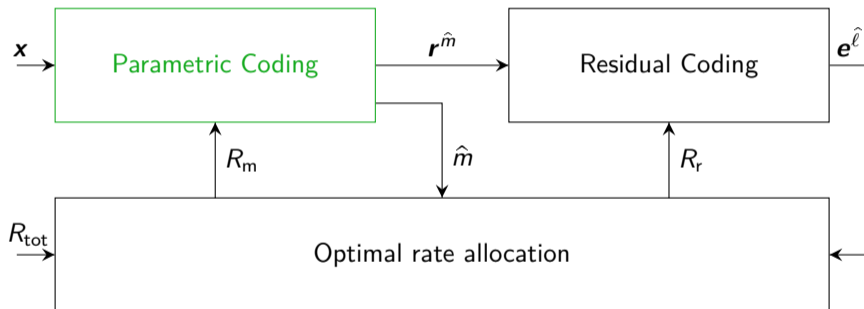 x
Parametric Coding
r^m̂
Residual Coding
e^ℓ̂
R_m
m̂
R_r
R_tot
Optimal rate allocation